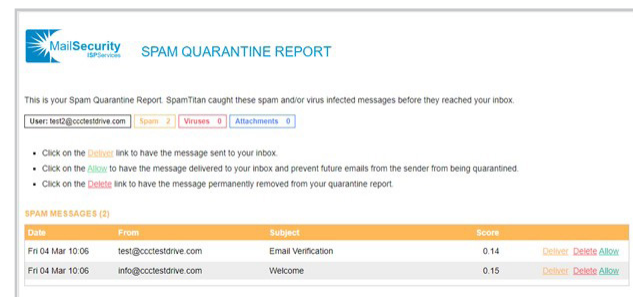 MailSecurity
ISPServices
SPAM QUARANTINE REPORT
This is your Spam Quarantine Report. SpamTitan caught these spam and/or virus infected messages before they reached your inbox.
User: test2@ccctestdrive.com Spam 2 Viruses 0 Attachments 0
• Click on the Deliver link to have the message sent to your inbox.
• Click on the Allow to have the message delivered to your inbox and prevent future emails from the sender from being quarantined.
• Click on the Delete link to have the message permanently removed from your quarantine report.
SPAM MESSAGES (2)
Date From Subject Score
Fri 04 Mar 10:06 test@ccctestdrive.com Email Verification 0.14 Deliver Delete Allow
Fri 04 Mar 10:06 info@ccctestdrive.com Welcome 0.15 Deliver Delete Allow